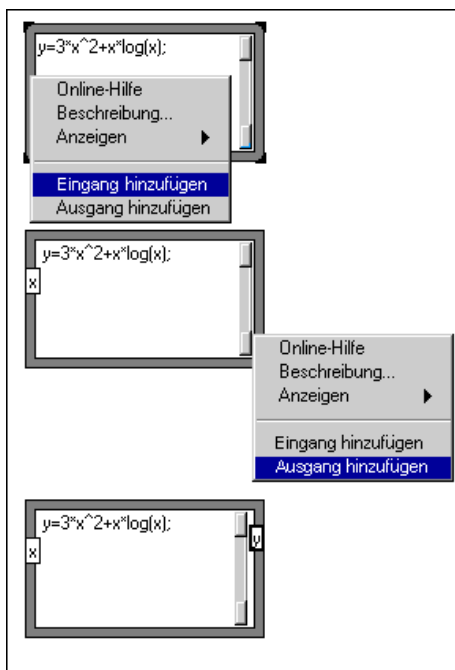 y=3*x^2+x*log(x);
Online-Hilfe
Beschreibung...
Anzeigen
Eingang hinzufügen
Ausgang hinzufügen
y=3*x^2+x*log(x);
x
Online-Hilfe
Beschreibung...
Anzeigen
Eingang hinzufügen
Ausgang hinzufügen
y=3*x^2+x*log(x);
y
x